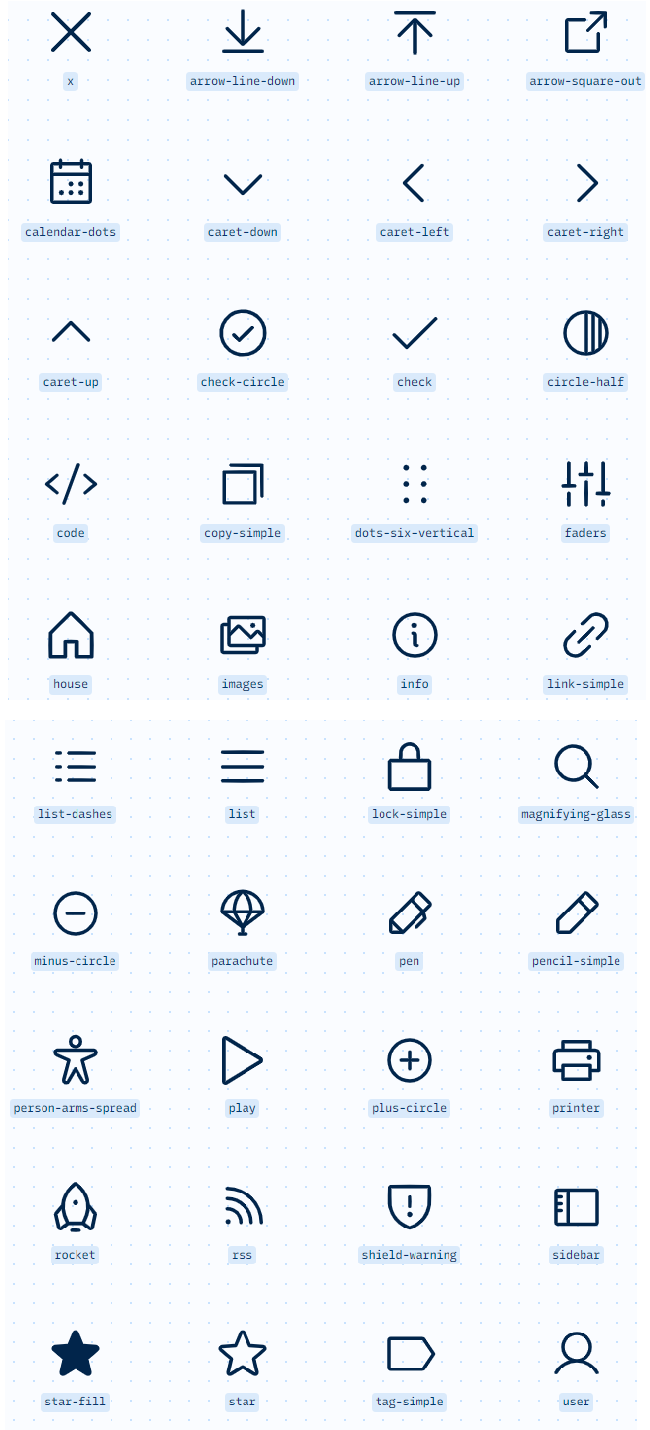 x
arrow-line-down
arrow-line-up
arrow-square-out
calendar-dots
caret-down
caret-left
caret-right
caret-up
check-circle
check
circle-half
code
copy-simple
dots-six-vertical
faders
house
images
info
link-simple
list-cashes
list
lock-simple
magnifying-glass
minus-circle
parachute
pen
pencil-simple
person-arms-spread
play
plus-circle
printer
rocket
rss
shield-warning
sidebar
star-fill
star
tag-simple
user